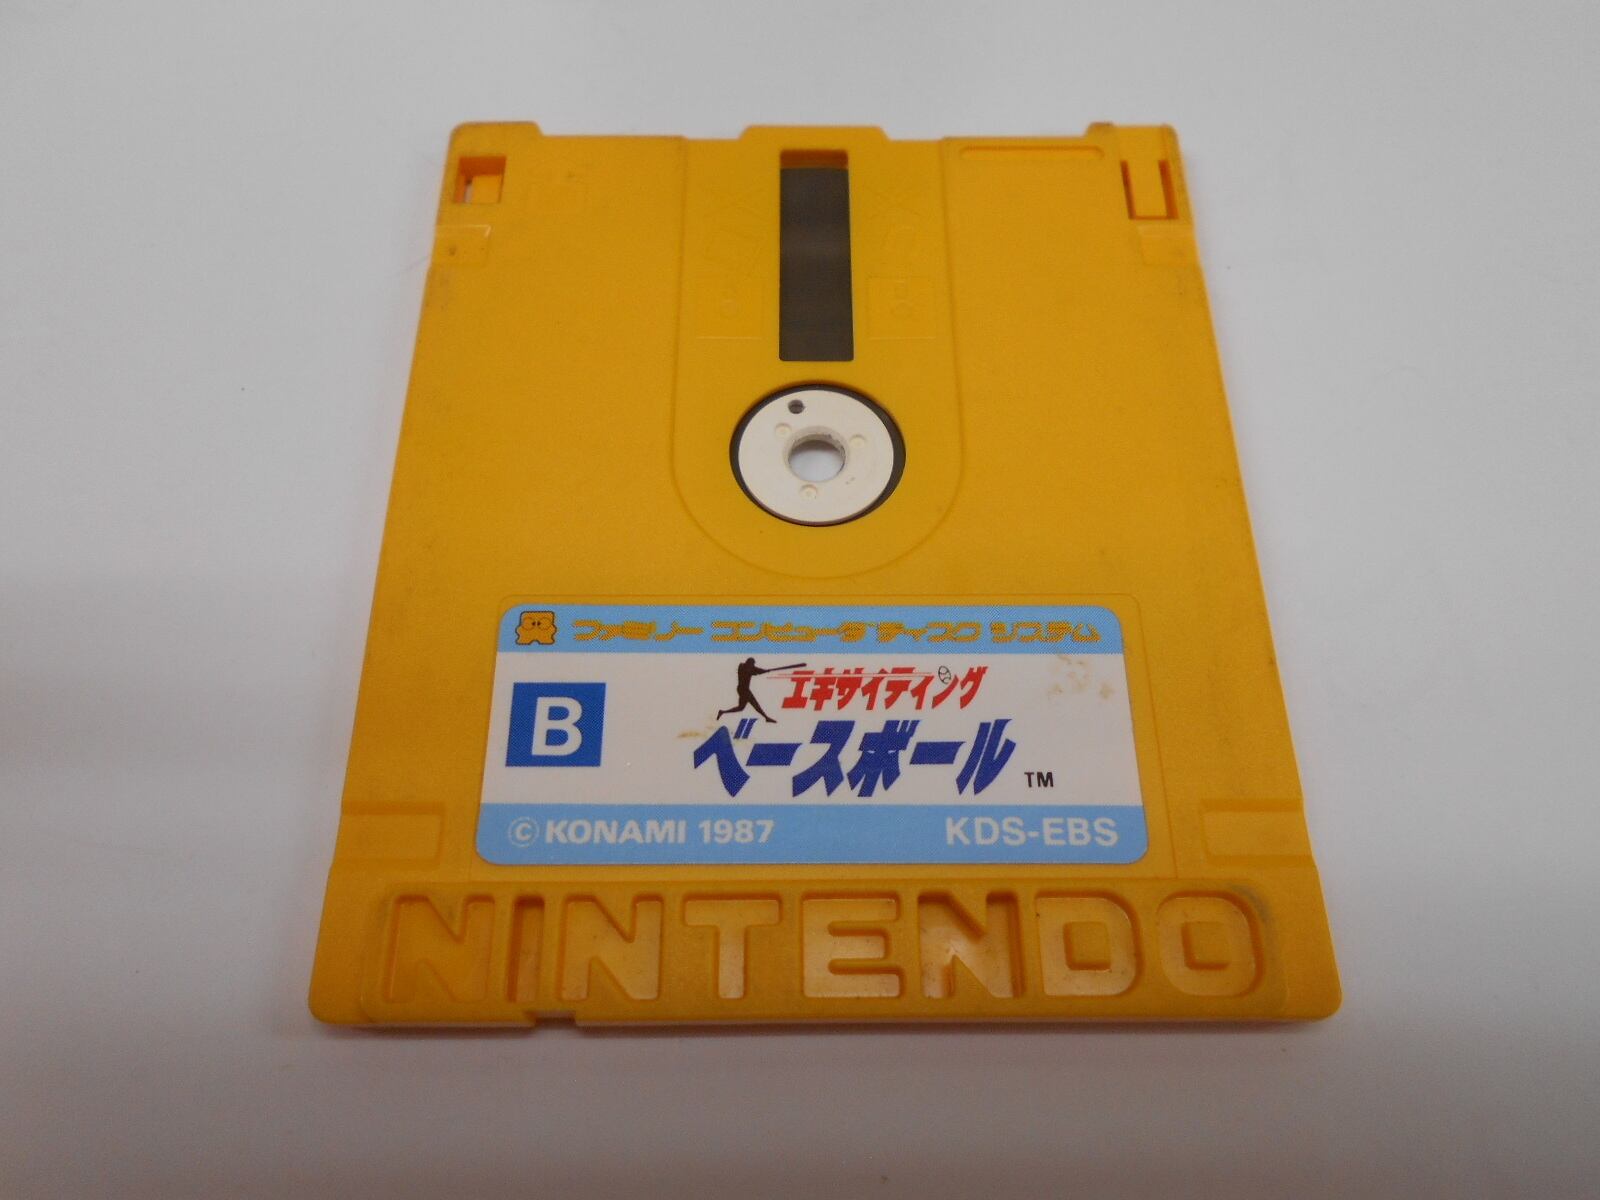 ファミリー コンピュータ ディスク システム
B
エキサイティング
ベースボール TM
© KONAMI 1987 KDS-EBS
NINTENDO